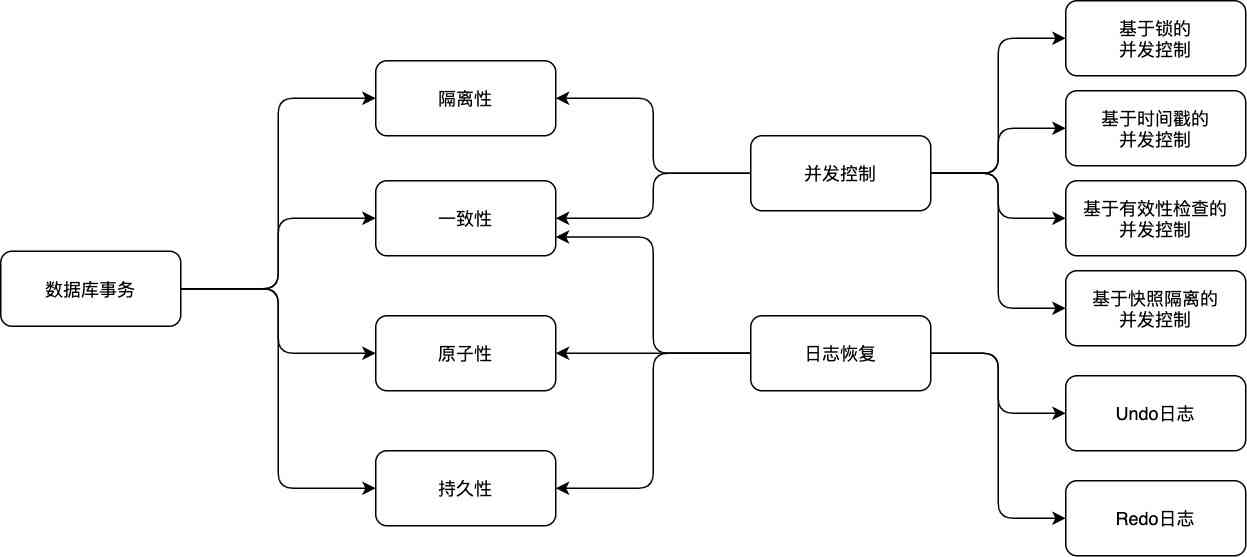 数据库事务
隔离性
一致性
原子性
持久性
并发控制
日志恢复
基于锁的
并发控制
基于时间戳的
并发控制
基于有效性检查的
并发控制
基于快照隔离的
并发控制
Undo日志
Redo日志